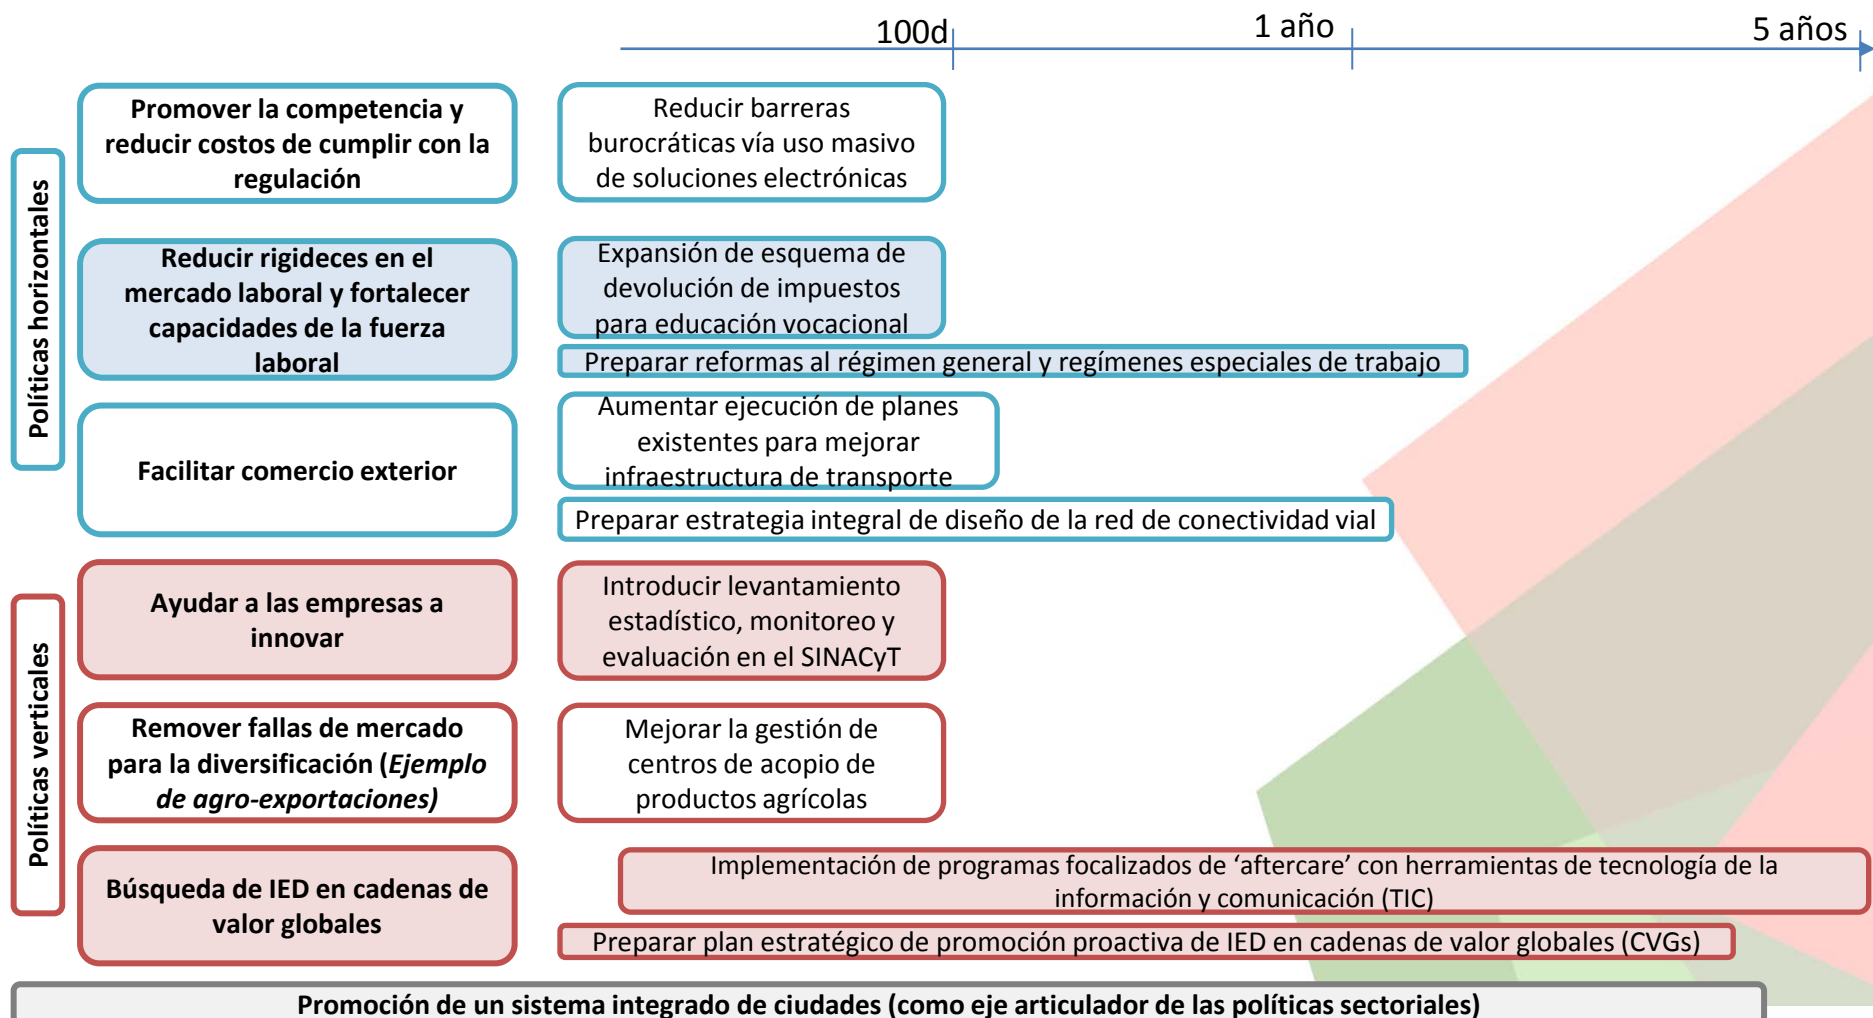 100d
1 año
5 años
Políticas horizontales
Promover la competencia y
reducir costos de cumplir con la
regulación
Reducir barreras
burocráticas vía uso masivo
de soluciones electrónicas
Reducir rigideces en el
mercado laboral y fortalecer
capacidades de la fuerza
laboral
Expansión de esquema de
devolución de impuestos
para educación vocacional
Preparar reformas al régimen general y regímenes especiales de trabajo
Facilitar comercio exterior
Aumentar ejecución de planes
existentes para mejorar
infraestructura de transporte
Preparar estrategia integral de diseño de la red de conectividad vial
Políticas verticales
Ayudar a las empresas a
innovar
Introducir levantamiento
estadístico, monitoreo y
evaluación en el SINACyT
Remover fallas de mercado
para la diversificación (Ejemplo
de agro-exportaciones)
Mejorar la gestión de
centros de acopio de
productos agrícolas
Búsqueda de IED en cadenas de
valor globales
Implementación de programas focalizados de ‘aftercare’ con herramientas de tecnología de la
información y comunicación (TIC)
Preparar plan estratégico de promoción proactiva de IED en cadenas de valor globales (CVGs)
Promoción de un sistema integrado de ciudades (como eje articulador de las políticas sectoriales)